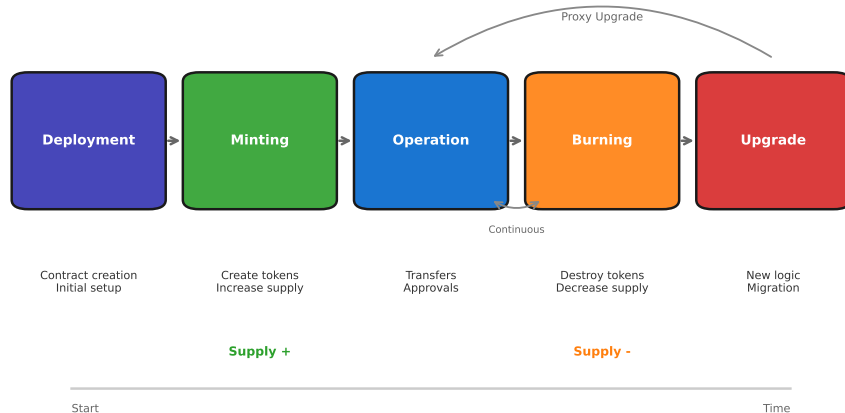 Proxy Upgrade
Deployment
Minting
Operation
Burning
Upgrade
Continuous
Contract creation
Initial setup
Create tokens
Increase supply
Transfers
Approvals
Destroy tokens
Decrease supply
New logic
Migration
Supply +
Supply -
Start
Time